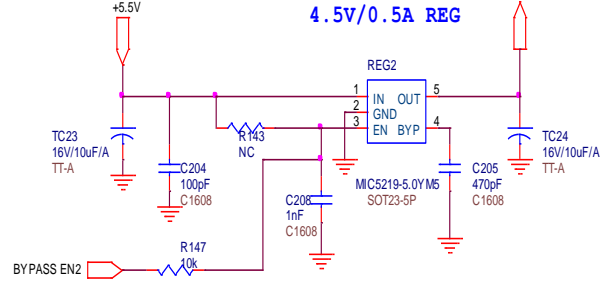 +5.5V
4.5V/0.5A REG
REG2
1
IN
OUT
5
2
GND
3
EN
BYP
4
TC23
16V/10uF/A
TT-A
R143
NC
TC24
16V/10uF/A
TT-A
C204
100pF
C1608
MIC5219-5.0YM5
SOT23-5P
C205
470pF
C1608
C208
1nF
C1608
R147
10k
BYPASS EN2